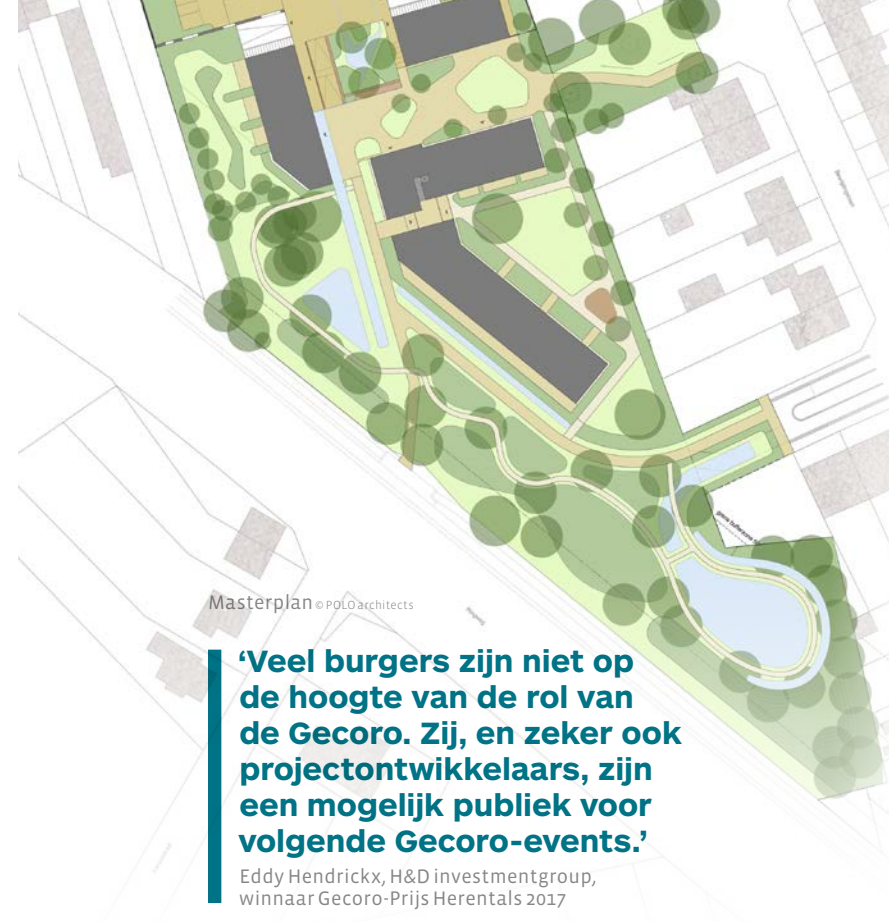 Masterplan © POLO architects
‘Veel burgers zijn niet op
de hoogte van de rol van
de Gecoro. Zij, en zeker ook
projectontwikkelaars, zijn
een mogelijk publiek voor
volgende Gecoro-events.’
Eddy Hendrickx, H&D investmentgroup,
winnaar Gecoro-Prijs Herentals 2017